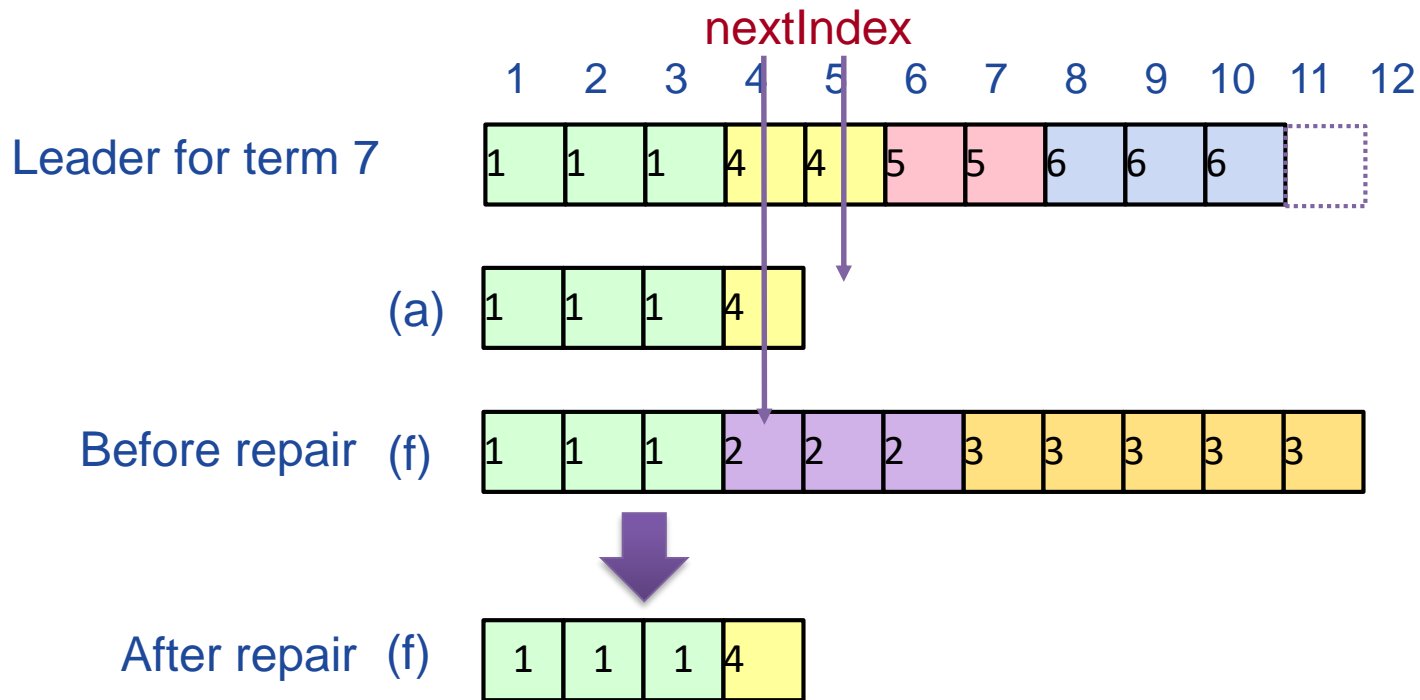 nextIndex
1 2 3 4 5 6 7 8 9 10 11 12
Leader for term 7 1 1 1 4 4 5 5 6 6 6
(a) 1 1 1 4
Before repair (f) 1 1 1 2 2 2 3 3 3 3 3
After repair (f) 1 1 1 4